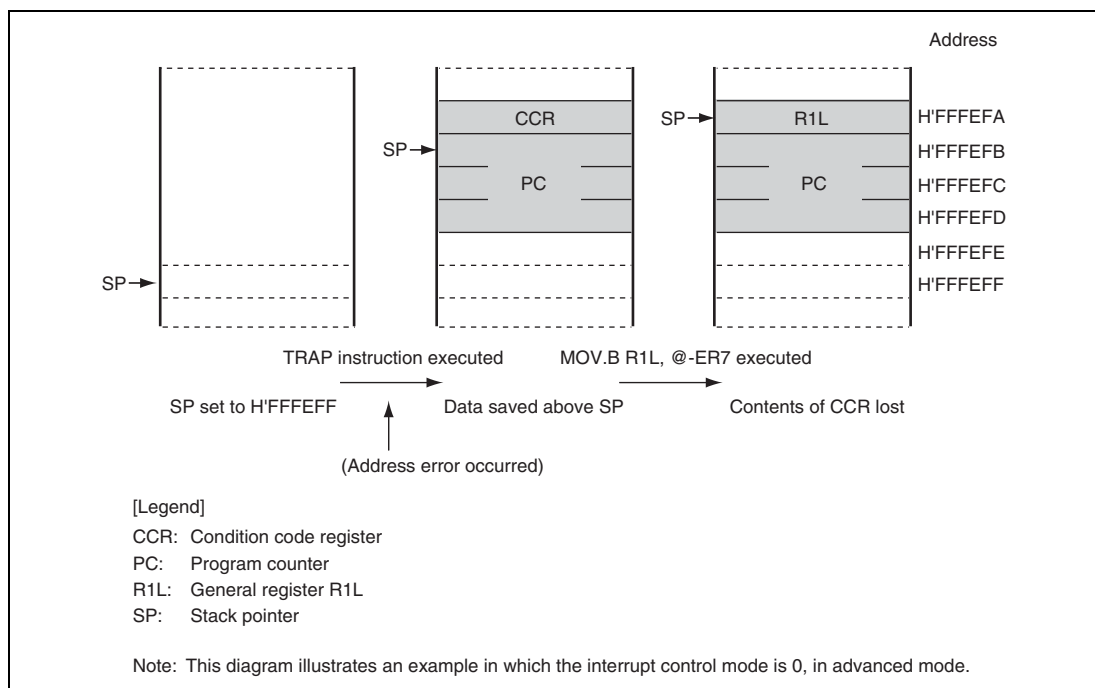 Address
CCR
SP
R1L
H'FFFEFA
SP
H'FFFEFB
PC
PC
H'FFFEFC
H'FFFEFD
H'FFFEFE
SP
H'FFFEFF
TRAP instruction executed
MOV.B R1L, @-ER7 executed
SP set to H'FFFEFF
Data saved above SP
Contents of CCR lost
(Address error occurred)
[Legend]
CCR: Condition code register
PC: Program counter
R1L: General register R1L
SP: Stack pointer
Note: This diagram illustrates an example in which the interrupt control mode is 0, in advanced mode.